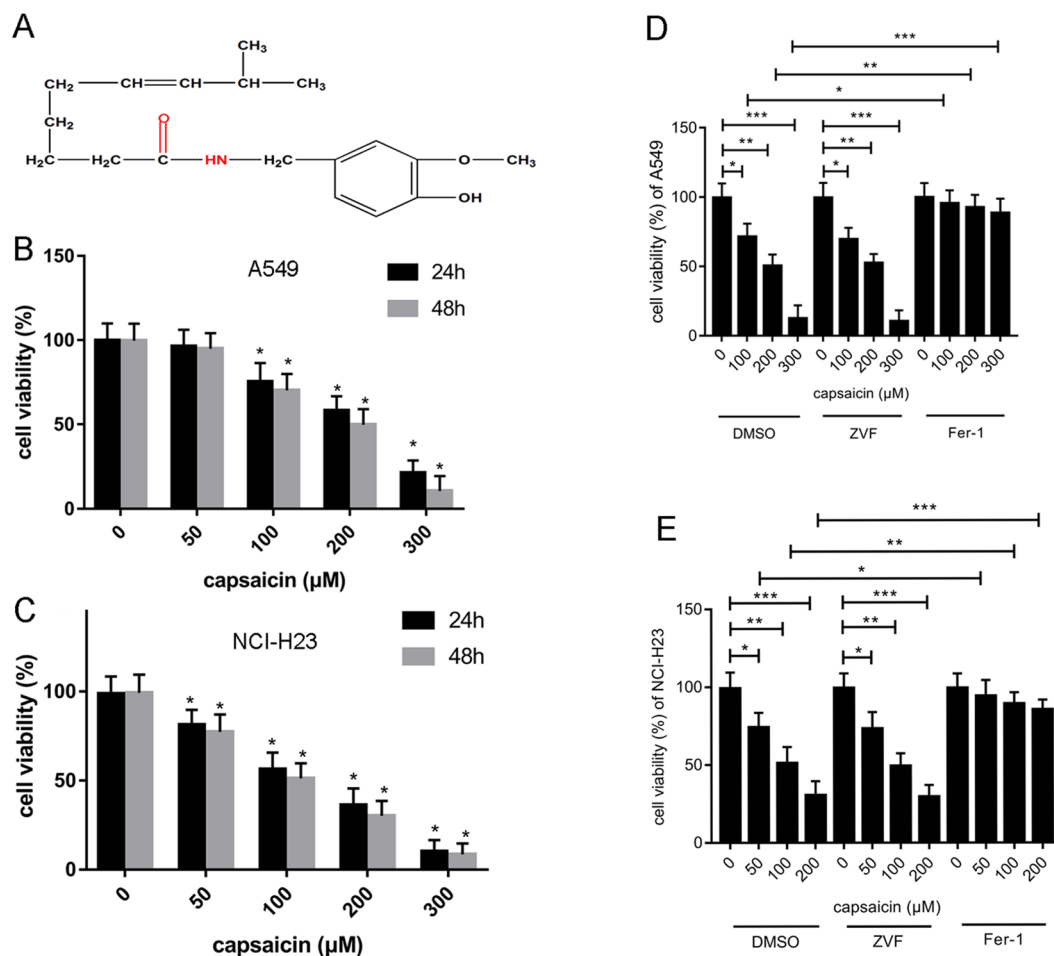 A
CH₃
CH₂ CH CH CH CH₃
CH₂
O
H₂C H₂C C HN H₂C O CH₃
OH
B
150
100
50
0
cell viability (%)
A549
24h
48h
* *
* *
* *
0 50 100 200 300
capsaicin (μM)
C
150
100
50
0
cell viability (%)
NCI-H23
24h
48h
* *
* *
* *
* *
0 50 100 200 300
capsaicin (μM)
D
***
**
*
*** ***
** **
* *
150
100
50
0
cell viability (%) of A549
0 100 200 300 0 100 200 300 0 100 200 300
capsaicin (μM)
DMSO ZVF Fer-1
E
***
**
*
*** ***
** **
* *
150
100
50
0
cell viability (%) of NCI-H23
0 50 100 200 0 50 100 200 0 50 100 200
capsaicin (μM)
DMSO ZVF Fer-1